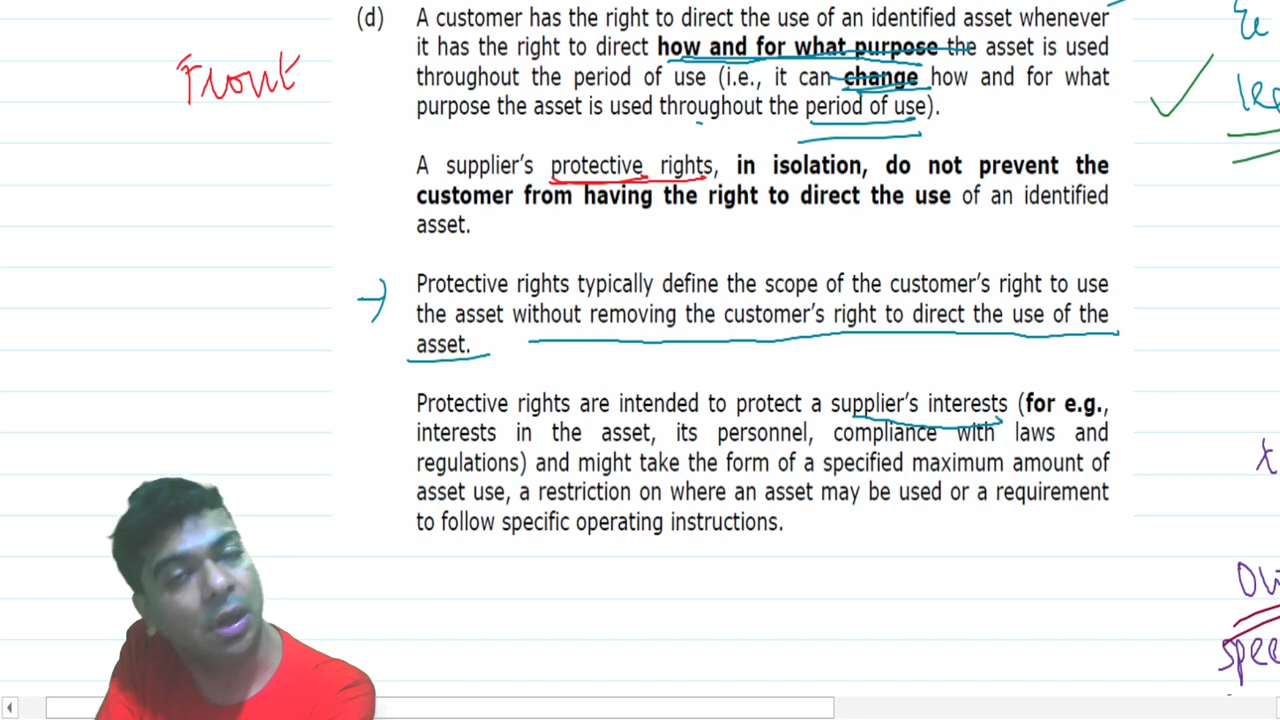 (d) A customer has the right to direct the use of an identified asset whenever
it has the right to direct how and for what purpose the asset is used
throughout the period of use (i.e., it can change how and for what
purpose the asset is used throughout the period of use).
A supplier's protective rights, in isolation, do not prevent the
customer from having the right to direct the use of an identified
asset.
Protective rights typically define the scope of the customer's right to use
the asset without removing the customer's right to direct the use of the
asset.
Protective rights are intended to protect a supplier's interests (for e.g.,
interests in the asset, its personnel, compliance with laws and
regulations) and might take the form of a specified maximum amount of
asset use, a restriction on where an asset may be used or a requirement
to follow specific operating instructions.